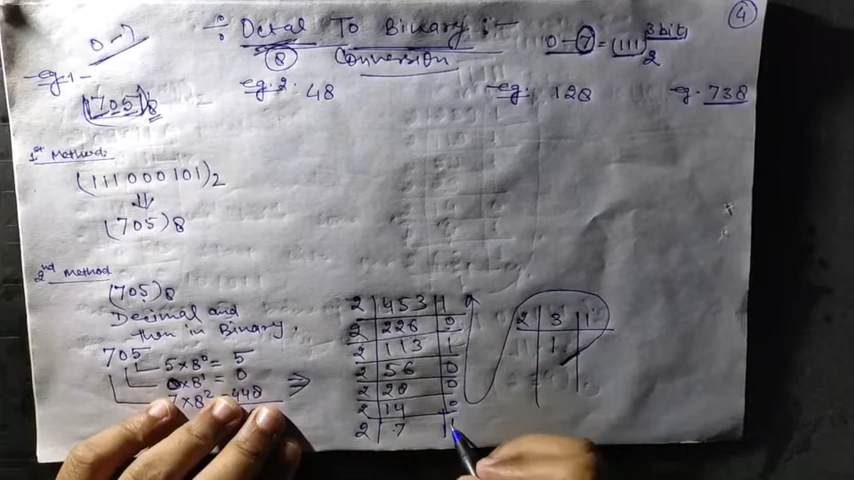 4
÷ Octal To Binary :-
Conversion
8
0-7
0-7 = (111)2
3bit
eg:1-
(705)8
eg:2. 48
eg: 128
eg. 738
1st Method:
(111000101)2
⇓
(705)8
2nd Method
(705)8
Decimal and
then in Binary.
705
5×8⁰ = 5
0×8¹ = 0
7×8² = 448
⇒
2 | 453 | 1
2 | 226 | 0
2 | 113 | 1
2 | 56 | 0
2 | 28 | 0
2 | 14 | 0
2 | 7 | 1
2 | 3 | 1
1